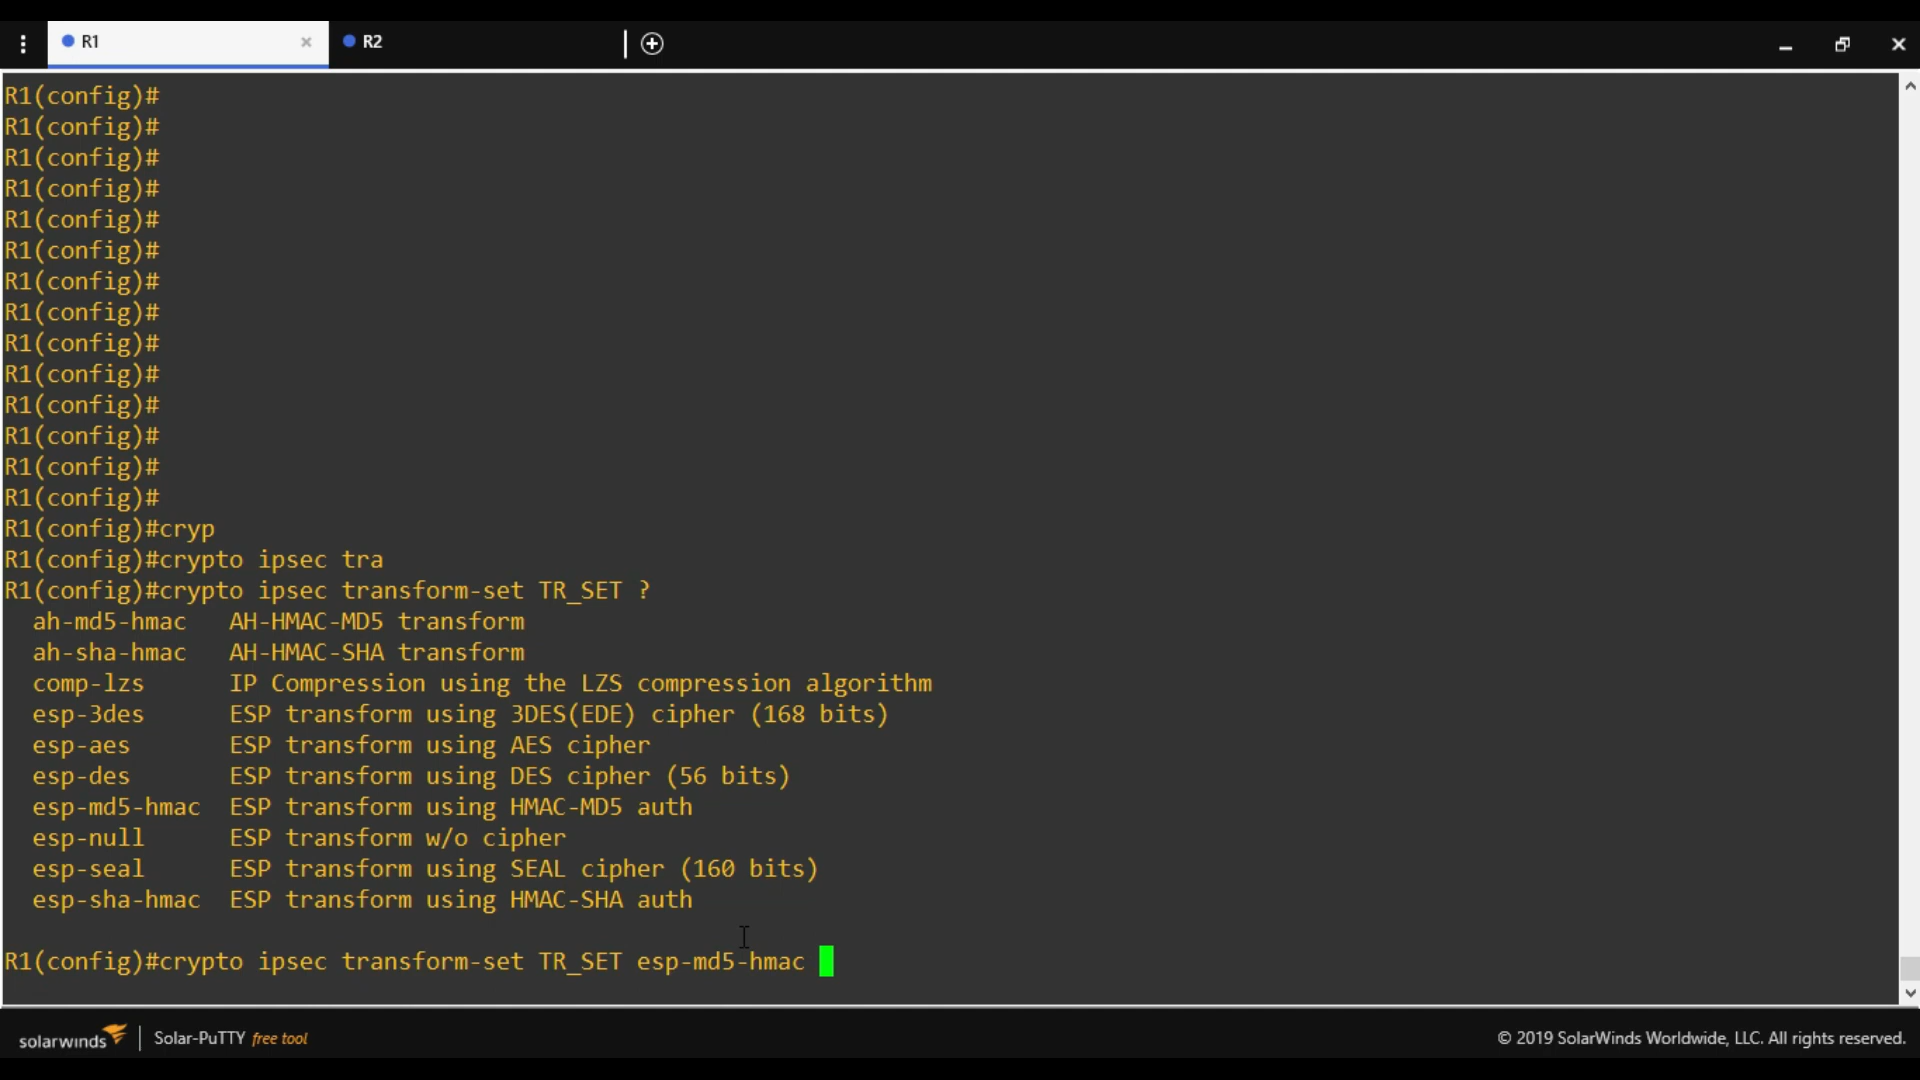 R1
R2
R1(config)#
R1(config)#
R1(config)#
R1(config)#
R1(config)#
R1(config)#
R1(config)#
R1(config)#
R1(config)#
R1(config)#
R1(config)#
R1(config)#
R1(config)#
R1(config)#
R1(config)#cryp
R1(config)#crypto ipsec tra
R1(config)#crypto ipsec transform-set TR_SET ?
ah-md5-hmac AH-HMAC-MD5 transform
ah-sha-hmac AH-HMAC-SHA transform
comp-lzs IP Compression using the LZS compression algorithm
esp-3des ESP transform using 3DES(EDE) cipher (168 bits)
esp-aes ESP transform using AES cipher
esp-des ESP transform using DES cipher (56 bits)
esp-md5-hmac ESP transform using HMAC-MD5 auth
esp-null ESP transform w/o cipher
esp-seal ESP transform using SEAL cipher (160 bits)
esp-sha-hmac ESP transform using HMAC-SHA auth
R1(config)#crypto ipsec transform-set TR_SET esp-md5-hmac
solarwinds Solar-PuTTY free tool
© 2019 SolarWinds Worldwide, LLC. All rights reserved.